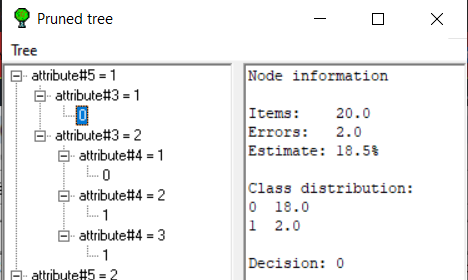 Pruned tree
Tree
attribute#5 = 1
attribute#3 = 1
0
attribute#3 = 2
attribute#4 = 1
0
attribute#4 = 2
1
attribute#4 = 3
1
attribute#5 = 2
Node information
Items: 20.0
Errors: 2.0
Estimate: 18.5%
Class distribution:
0 18.0
1 2.0
Decision: 0